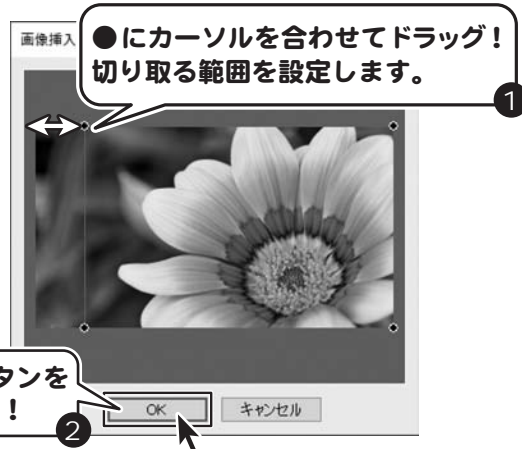 画像挿入
●にカーソルを合わせてドラッグ！
切り取る範囲を設定します。
1
タンを
！
2
OK
キャンセル